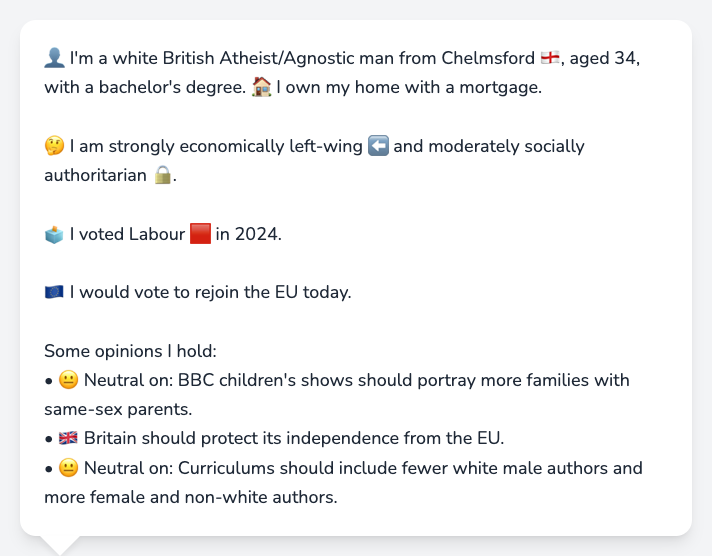 👤 I'm a white British Atheist/Agnostic man from Chelmsford 🏴󠁧󠁢󠁥󠁮󠁧󠁿, aged 34,
with a bachelor's degree. 🏠 I own my home with a mortgage.
🤔 I am strongly economically left-wing ⬅️ and moderately socially
authoritarian 🔒.
🗳️ I voted Labour 🟥 in 2024.
🇪🇺 I would vote to rejoin the EU today.
Some opinions I hold:
• 😐 Neutral on: BBC children's shows should portray more families with
same-sex parents.
• 🇬🇧 Britain should protect its independence from the EU.
• 😐 Neutral on: Curriculums should include fewer white male authors and
more female and non-white authors.